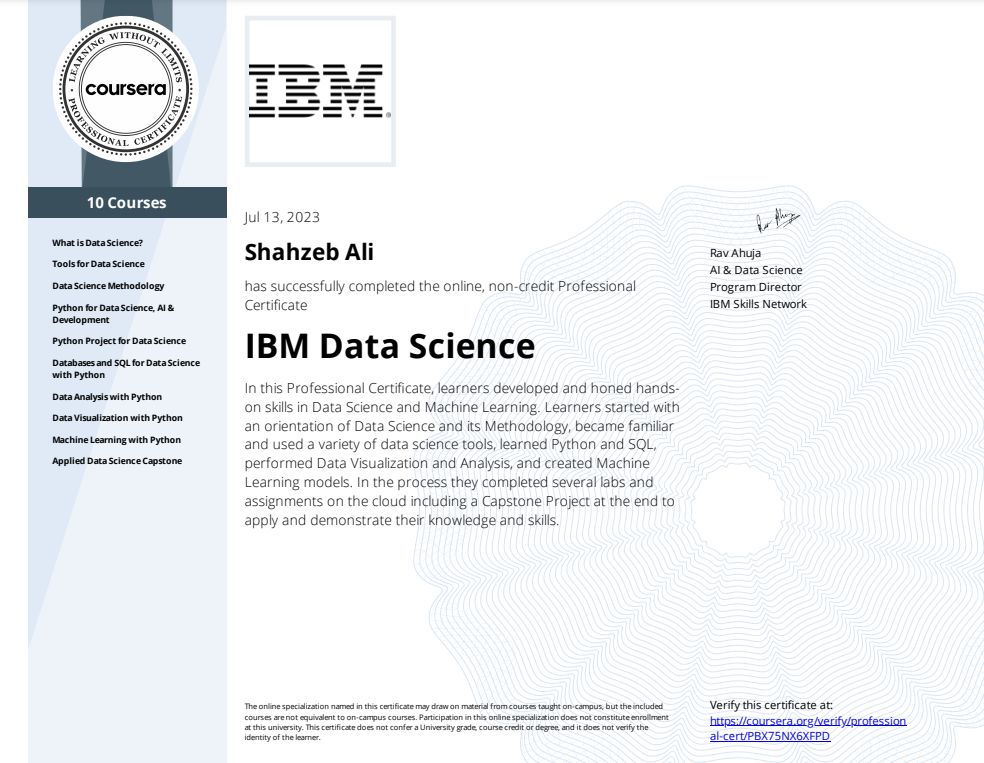 LEARNING WITHOUT LIMITS
coursera
PROFESSIONAL CERTIFICATE
IBM®
10 Courses
What is Data Science?
Tools for Data Science
Data Science Methodology
Python for Data Science, AI &
Development
Python Project for Data Science
Databases and SQL for Data Science
with Python
Data Analysis with Python
Data Visualization with Python
Machine Learning with Python
Applied Data Science Capstone
Jul 13, 2023
Shahzeb Ali
has successfully completed the online, non-credit Professional
Certificate
IBM Data Science
In this Professional Certificate, learners developed and honed hands-
on skills in Data Science and Machine Learning. Learners started with
an orientation of Data Science and its Methodology, became familiar
and used a variety of data science tools, learned Python and SQL,
performed Data Visualization and Analysis, and created Machine
Learning models. In the process they completed several labs and
assignments on the cloud including a Capstone Project at the end to
apply and demonstrate their knowledge and skills.
Rav Ahuja
Rav Ahuja
AI & Data Science
Program Director
IBM Skills Network
The online specialization named in this certificate may draw on material from courses taught on-campus, but the included
courses are not equivalent to on-campus courses. Participation in this online specialization does not constitute enrollment
at this university. This certificate does not confer a University grade, course credit or degree, and it does not verify the
identity of the learner.
Verify this certificate at:
https://coursera.org/verify/profession
al-cert/PBX75NX6XFPD